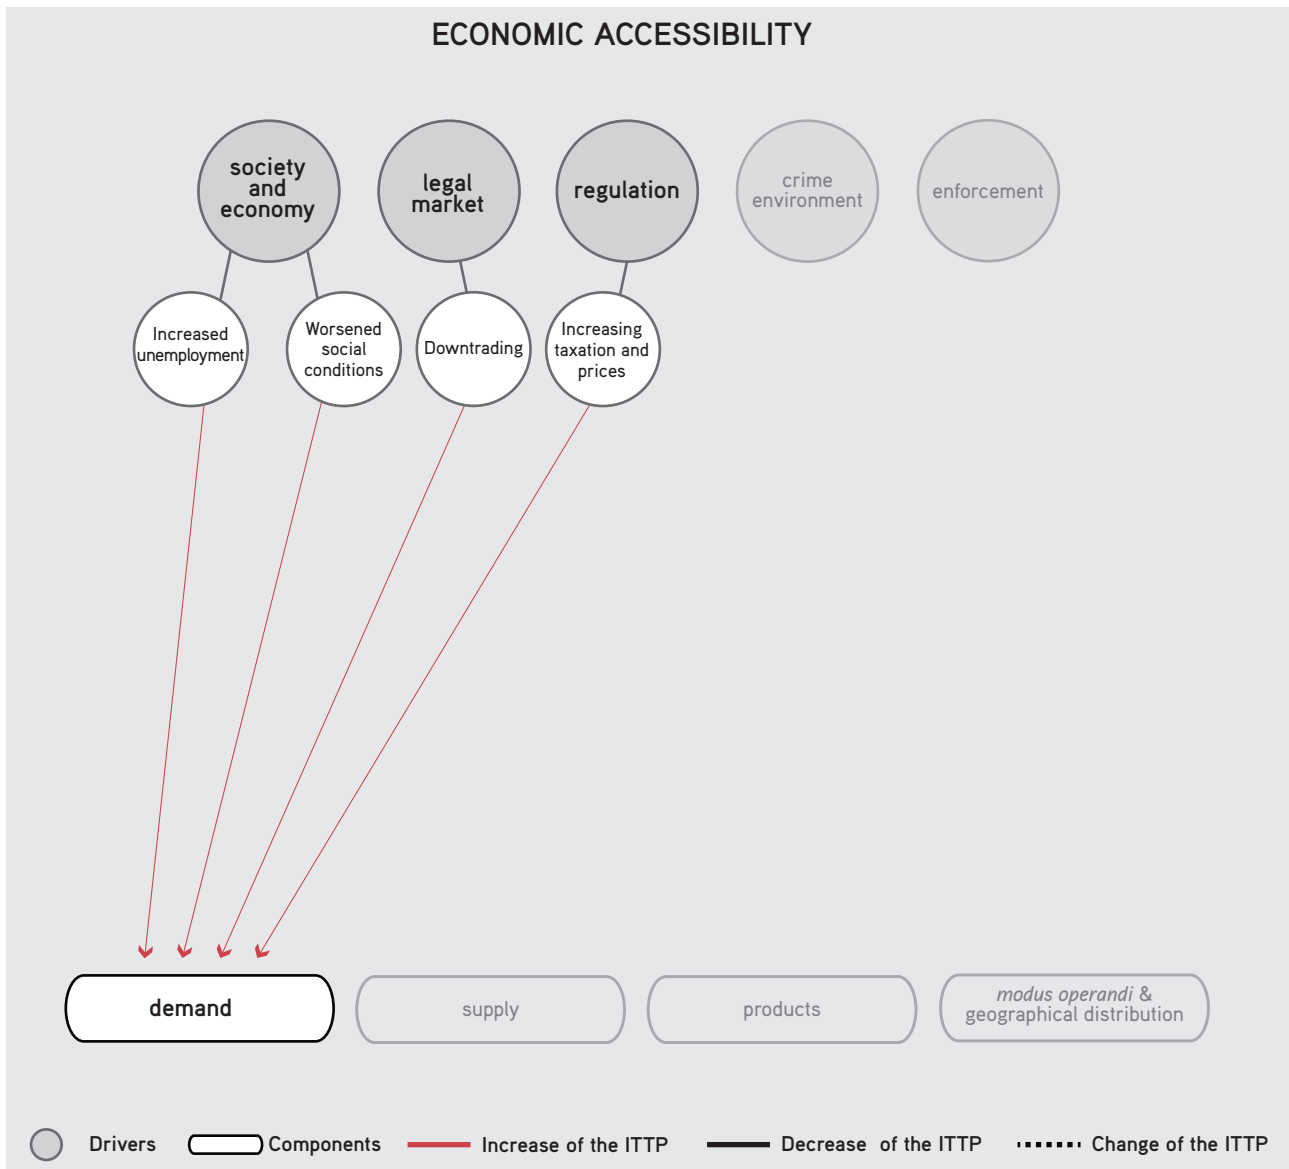 ECONOMIC ACCESSIBILITY
society
and
economy
legal
market
regulation
crime
environment
enforcement
Increased
unemployment
Worsened
social
conditions
Downtrading
Increasing
taxation and
prices
demand
supply
products
modus operandi &
geographical distribution
Drivers
Components
Increase of the ITTP
Decrease of the ITTP
Change of the ITTP